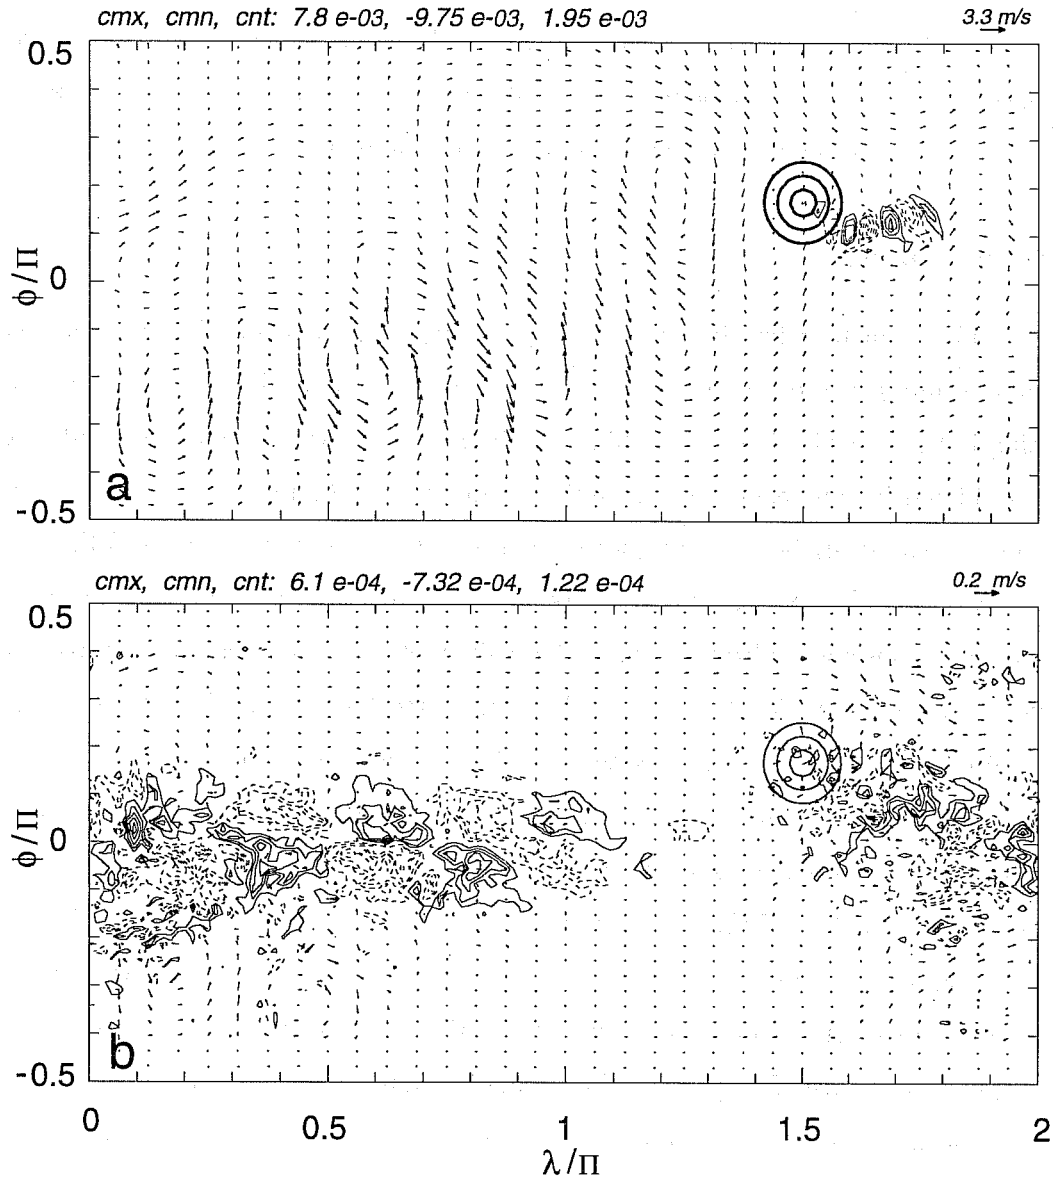 cmx, cmn, cnt: 7.8 e-03, -9.75 e-03, 1.95 e-03
3.3 m/s
0.5
ϕ/Π
0
a
-0.5
cmx, cmn, cnt: 6.1 e-04, -7.32 e-04, 1.22 e-04
0.2 m/s
0.5
ϕ/Π
0
b
-0.5
0 0.5 1 1.5 2
λ/Π